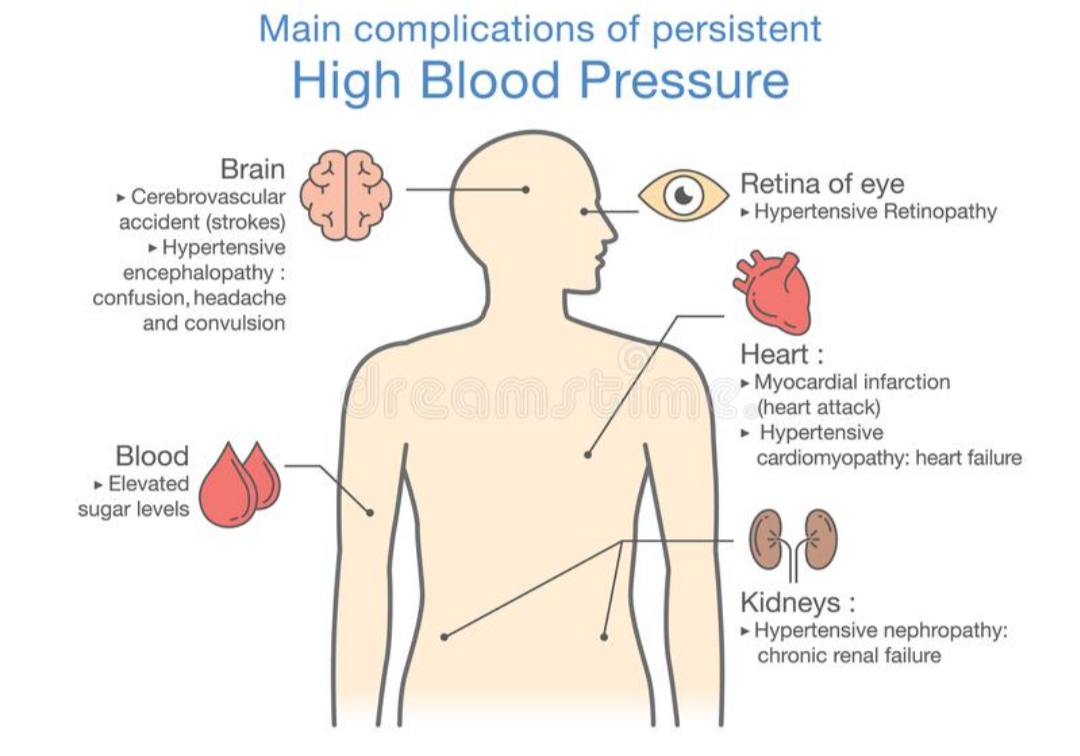 Main complications of persistent
High Blood Pressure
Brain
▸ Cerebrovascular
accident (strokes)
▸ Hypertensive
encephalopathy :
confusion, headache
and convulsion
Retina of eye
▸ Hypertensive Retinopathy
Heart :
▸ Myocardial infarction
(heart attack)
▸ Hypertensive
cardiomyopathy: heart failure
Blood
▸ Elevated
sugar levels
Kidneys :
▸ Hypertensive nephropathy:
chronic renal failure
dreamstime.